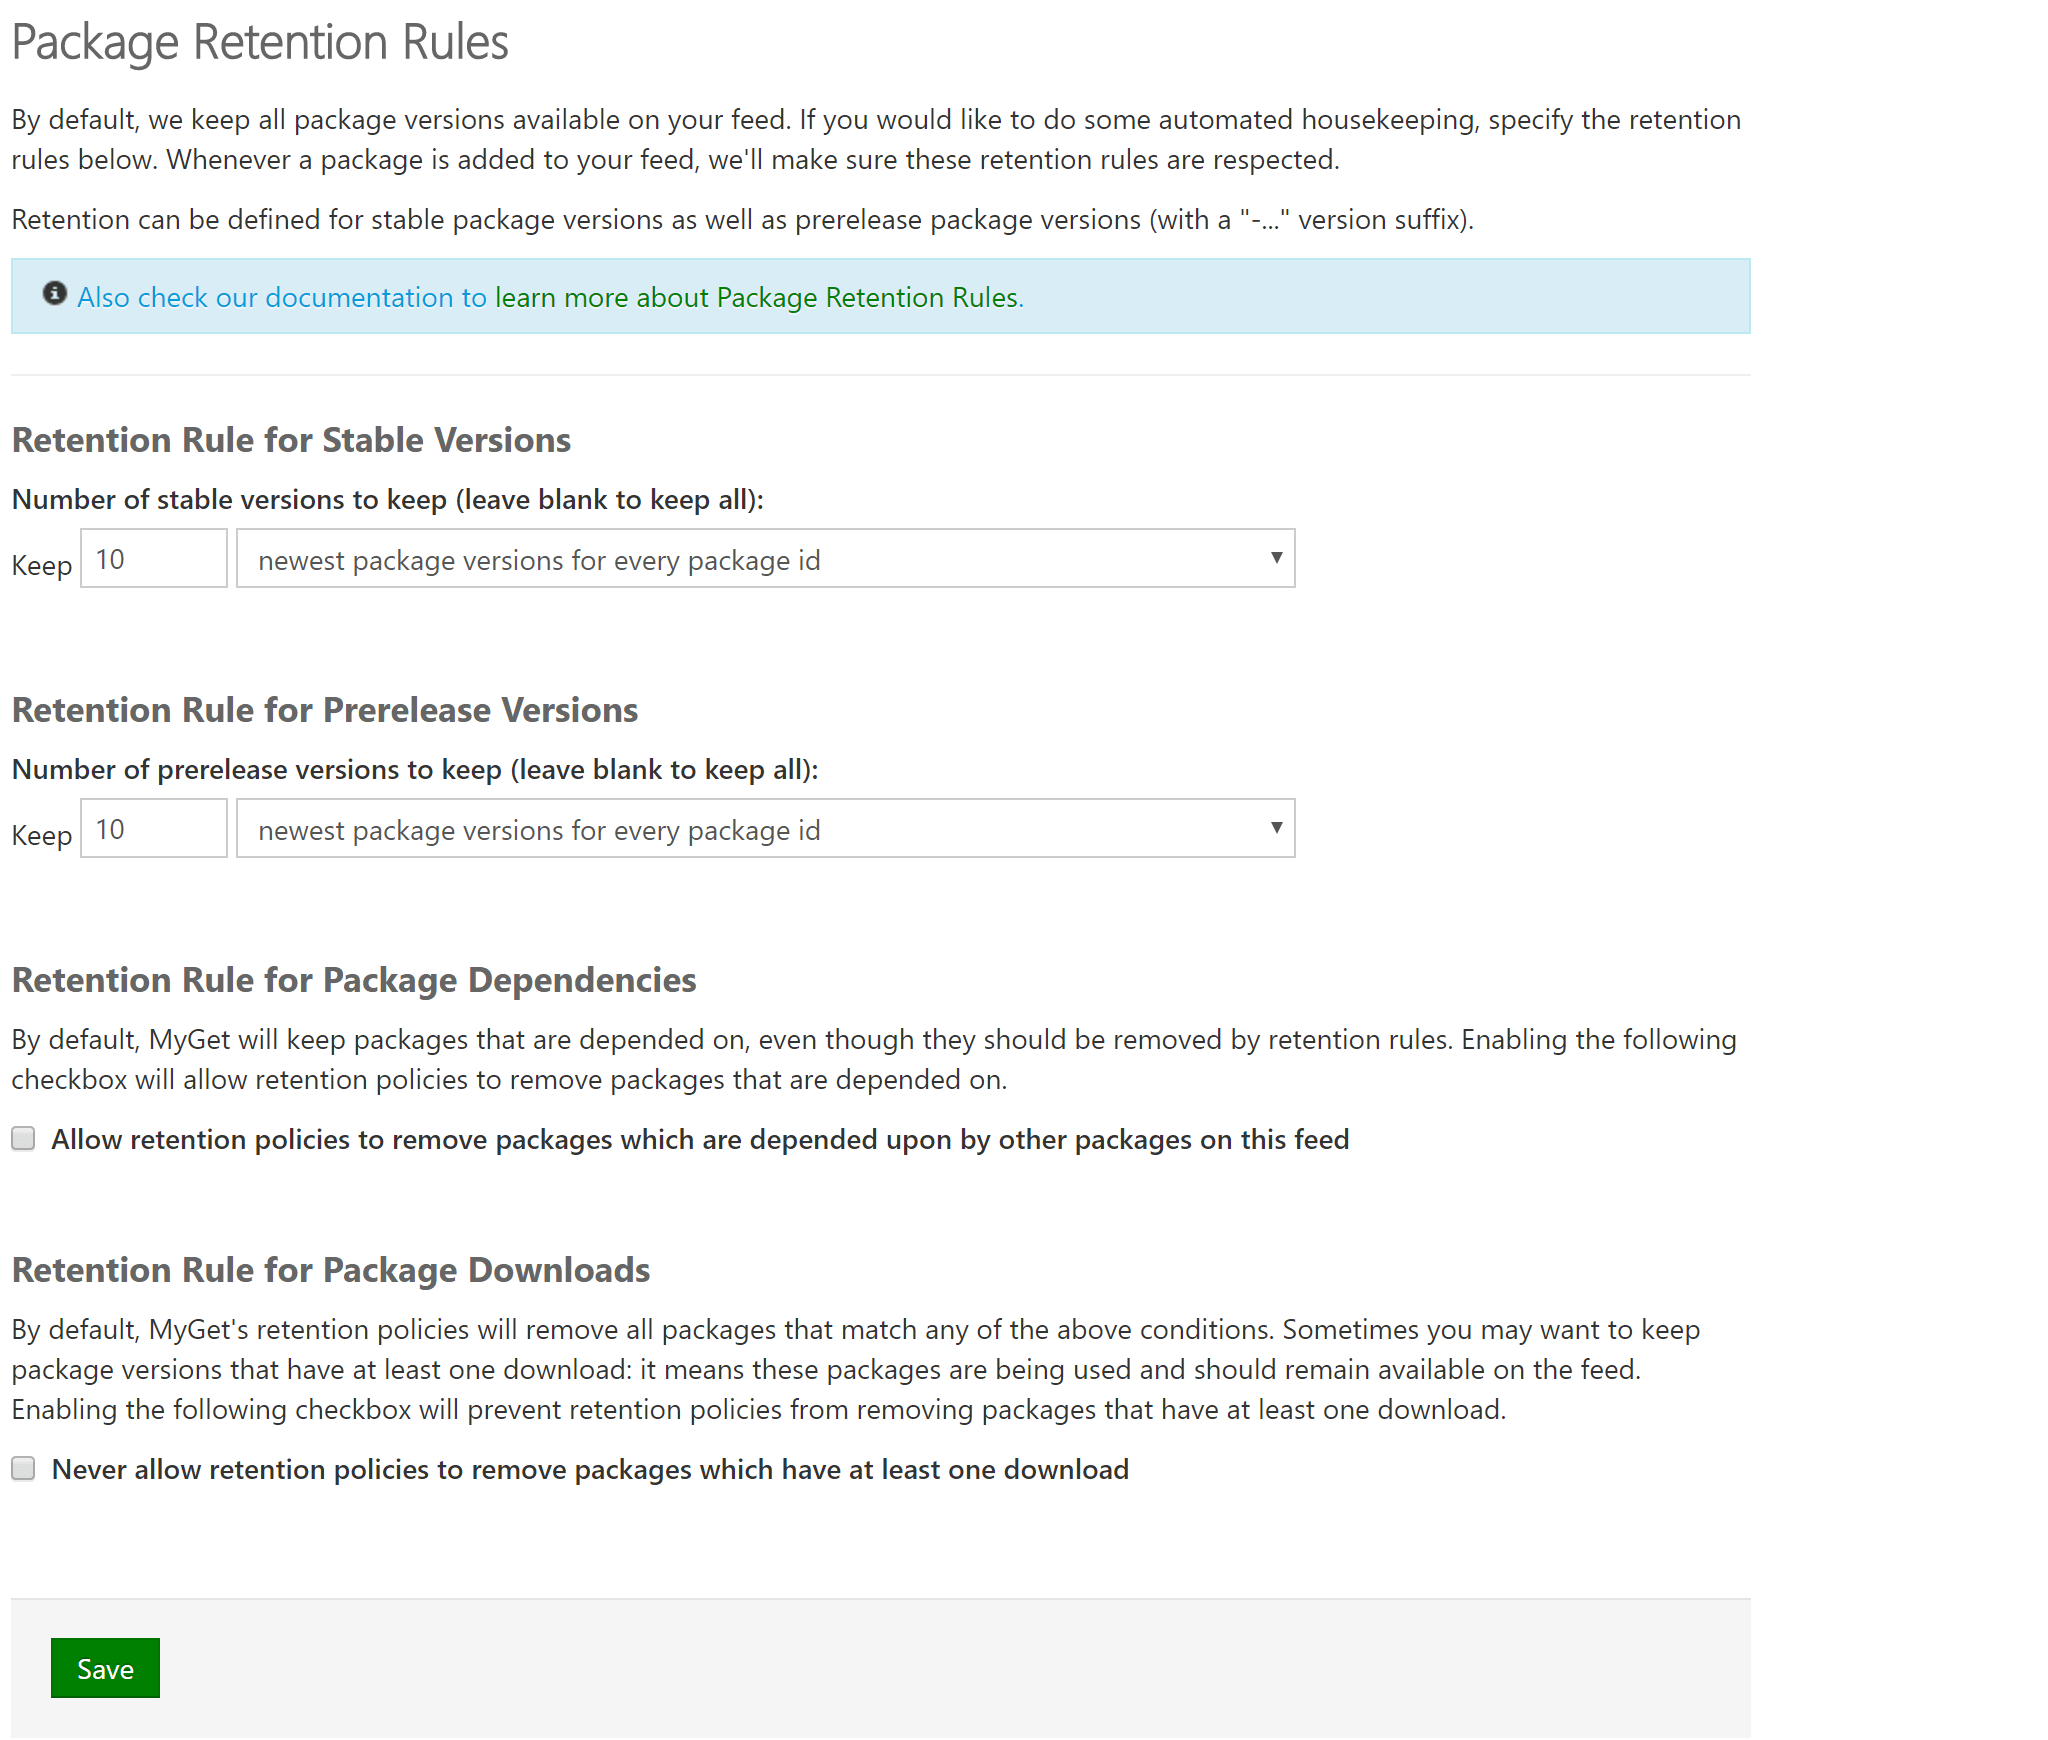 Package Retention Rules
By default, we keep all package versions available on your feed. If you would like to do some automated housekeeping, specify the retention
rules below. Whenever a package is added to your feed, we'll make sure these retention rules are respected.
Retention can be defined for stable package versions as well as prerelease package versions (with a "-..." version suffix).
Also check our documentation to learn more about Package Retention Rules.
Retention Rule for Stable Versions
Number of stable versions to keep (leave blank to keep all):
Keep 10 newest package versions for every package id
Retention Rule for Prerelease Versions
Number of prerelease versions to keep (leave blank to keep all):
Keep 10 newest package versions for every package id
Retention Rule for Package Dependencies
By default, MyGet will keep packages that are depended on, even though they should be removed by retention rules. Enabling the following
checkbox will allow retention policies to remove packages that are depended on.
Allow retention policies to remove packages which are depended upon by other packages on this feed
Retention Rule for Package Downloads
By default, MyGet's retention policies will remove all packages that match any of the above conditions. Sometimes you may want to keep
package versions that have at least one download: it means these packages are being used and should remain available on the feed.
Enabling the following checkbox will prevent retention policies from removing packages that have at least one download.
Never allow retention policies to remove packages which have at least one download
Save